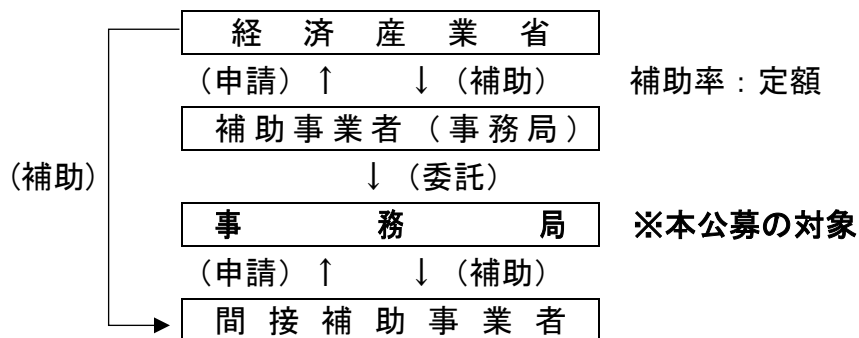 経済産業省
（申請）↑ ↓（補助） 補助率：定額
補助事業者（事務局）
（補助） ↓（委託）
事務局 ※本公募の対象
（申請）↑ ↓（補助）
間接補助事業者